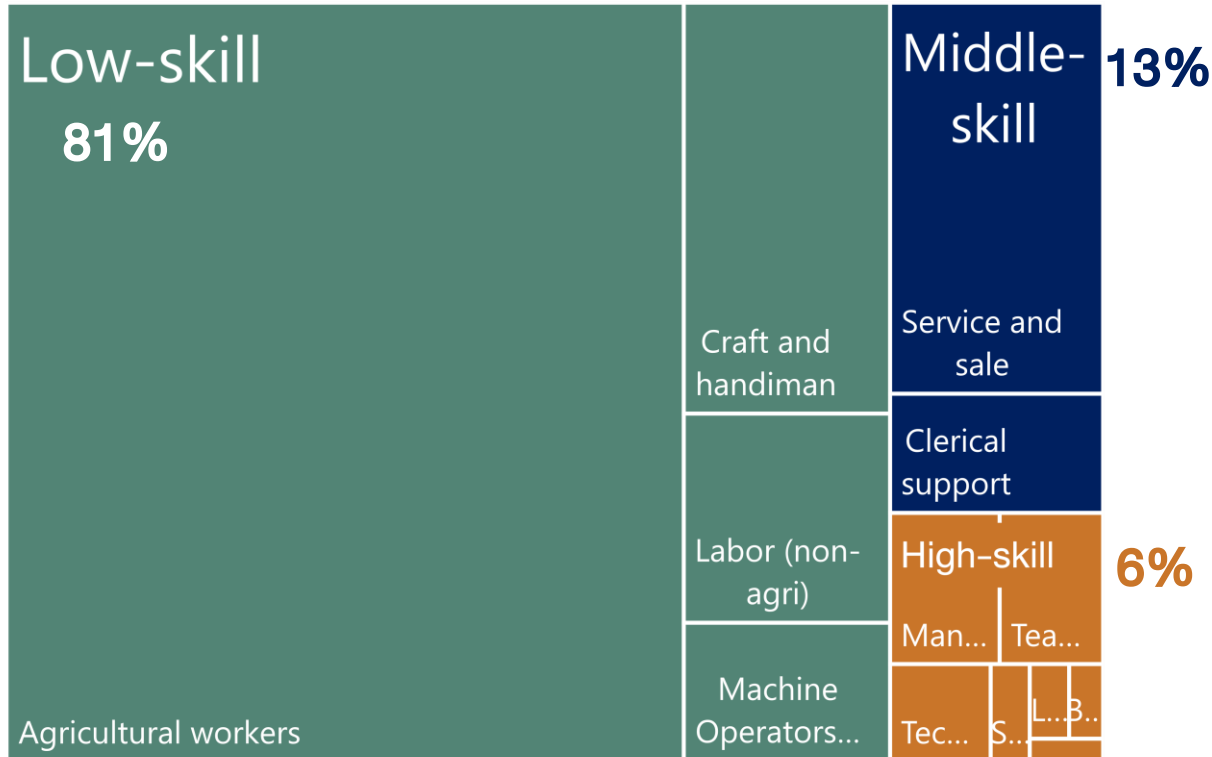 Low-skill
81%
Agricultural workers
Craft and
handiman
Labor (non-
agri)
Machine
Operators...
Middle-
skill
13%
Service and
sale
Clerical
support
High-skill
6%
Man...
Tea...
Tec...
S...
L...
B...